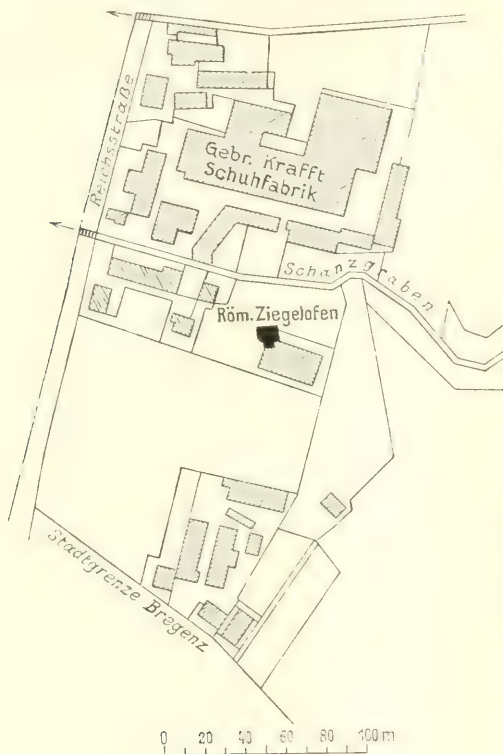 Reichsstraße
Gebr. Krafft
Schuhfabrik
Schanzgraben
Röm. Ziegelofen
Stadtgrenze Bregenz
0 20 40 60 80 100 m